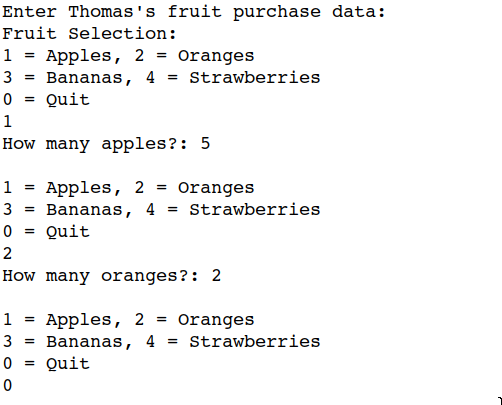 Enter Thomas's fruit purchase data:
Fruit Selection:
1 = Apples, 2 = Oranges
3 = Bananas, 4 = Strawberries
0 = Quit
1
How many apples?: 5

1 = Apples, 2 = Oranges
3 = Bananas, 4 = Strawberries
0 = Quit
2
How many oranges?: 2

1 = Apples, 2 = Oranges
3 = Bananas, 4 = Strawberries
0 = Quit
0